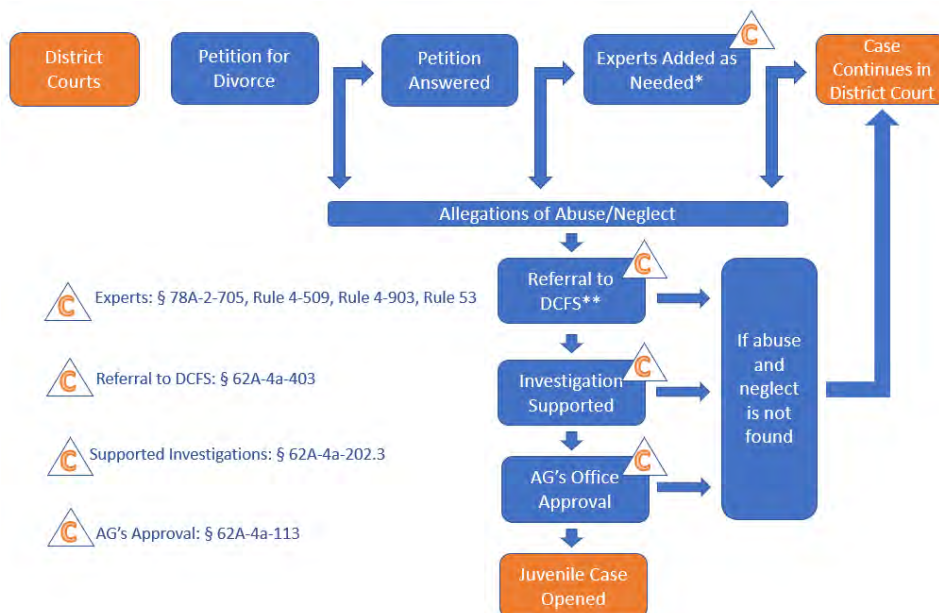 District
Courts
Petition for
Divorce
Petition
Answered
Experts Added as
Needed*
C
Case
Continues in
District Court
Allegations of Abuse/Neglect
Referral to
DCFS**
C
Investigation
Supported
C
AG's Office
Approval
C
Juvenile Case
Opened
If abuse
and
neglect
is not
found
C Experts: § 78A-2-705, Rule 4-509, Rule 4-903, Rule 53
C Referral to DCFS: § 62A-4a-403
C Supported Investigations: § 62A-4a-202.3
C AG's Approval: § 62A-4a-113